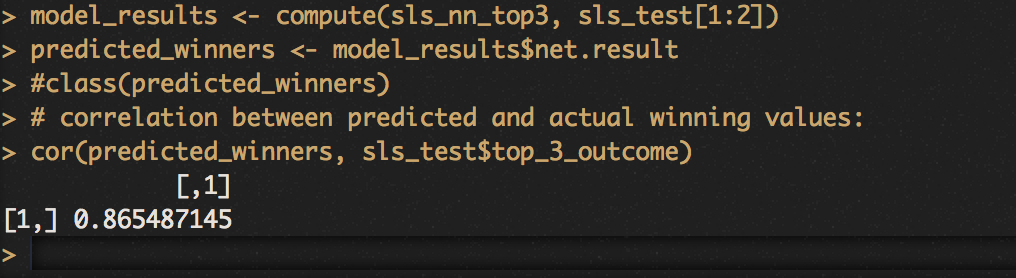 > model_results <- compute(sls_nn_top3, sls_test[1:2])
> predicted_winners <- model_results$net.result
> #class(predicted_winners)
> # correlation between predicted and actual winning values:
> cor(predicted_winners, sls_test$top_3_outcome)
[,1]
[1,] 0.865487145
>